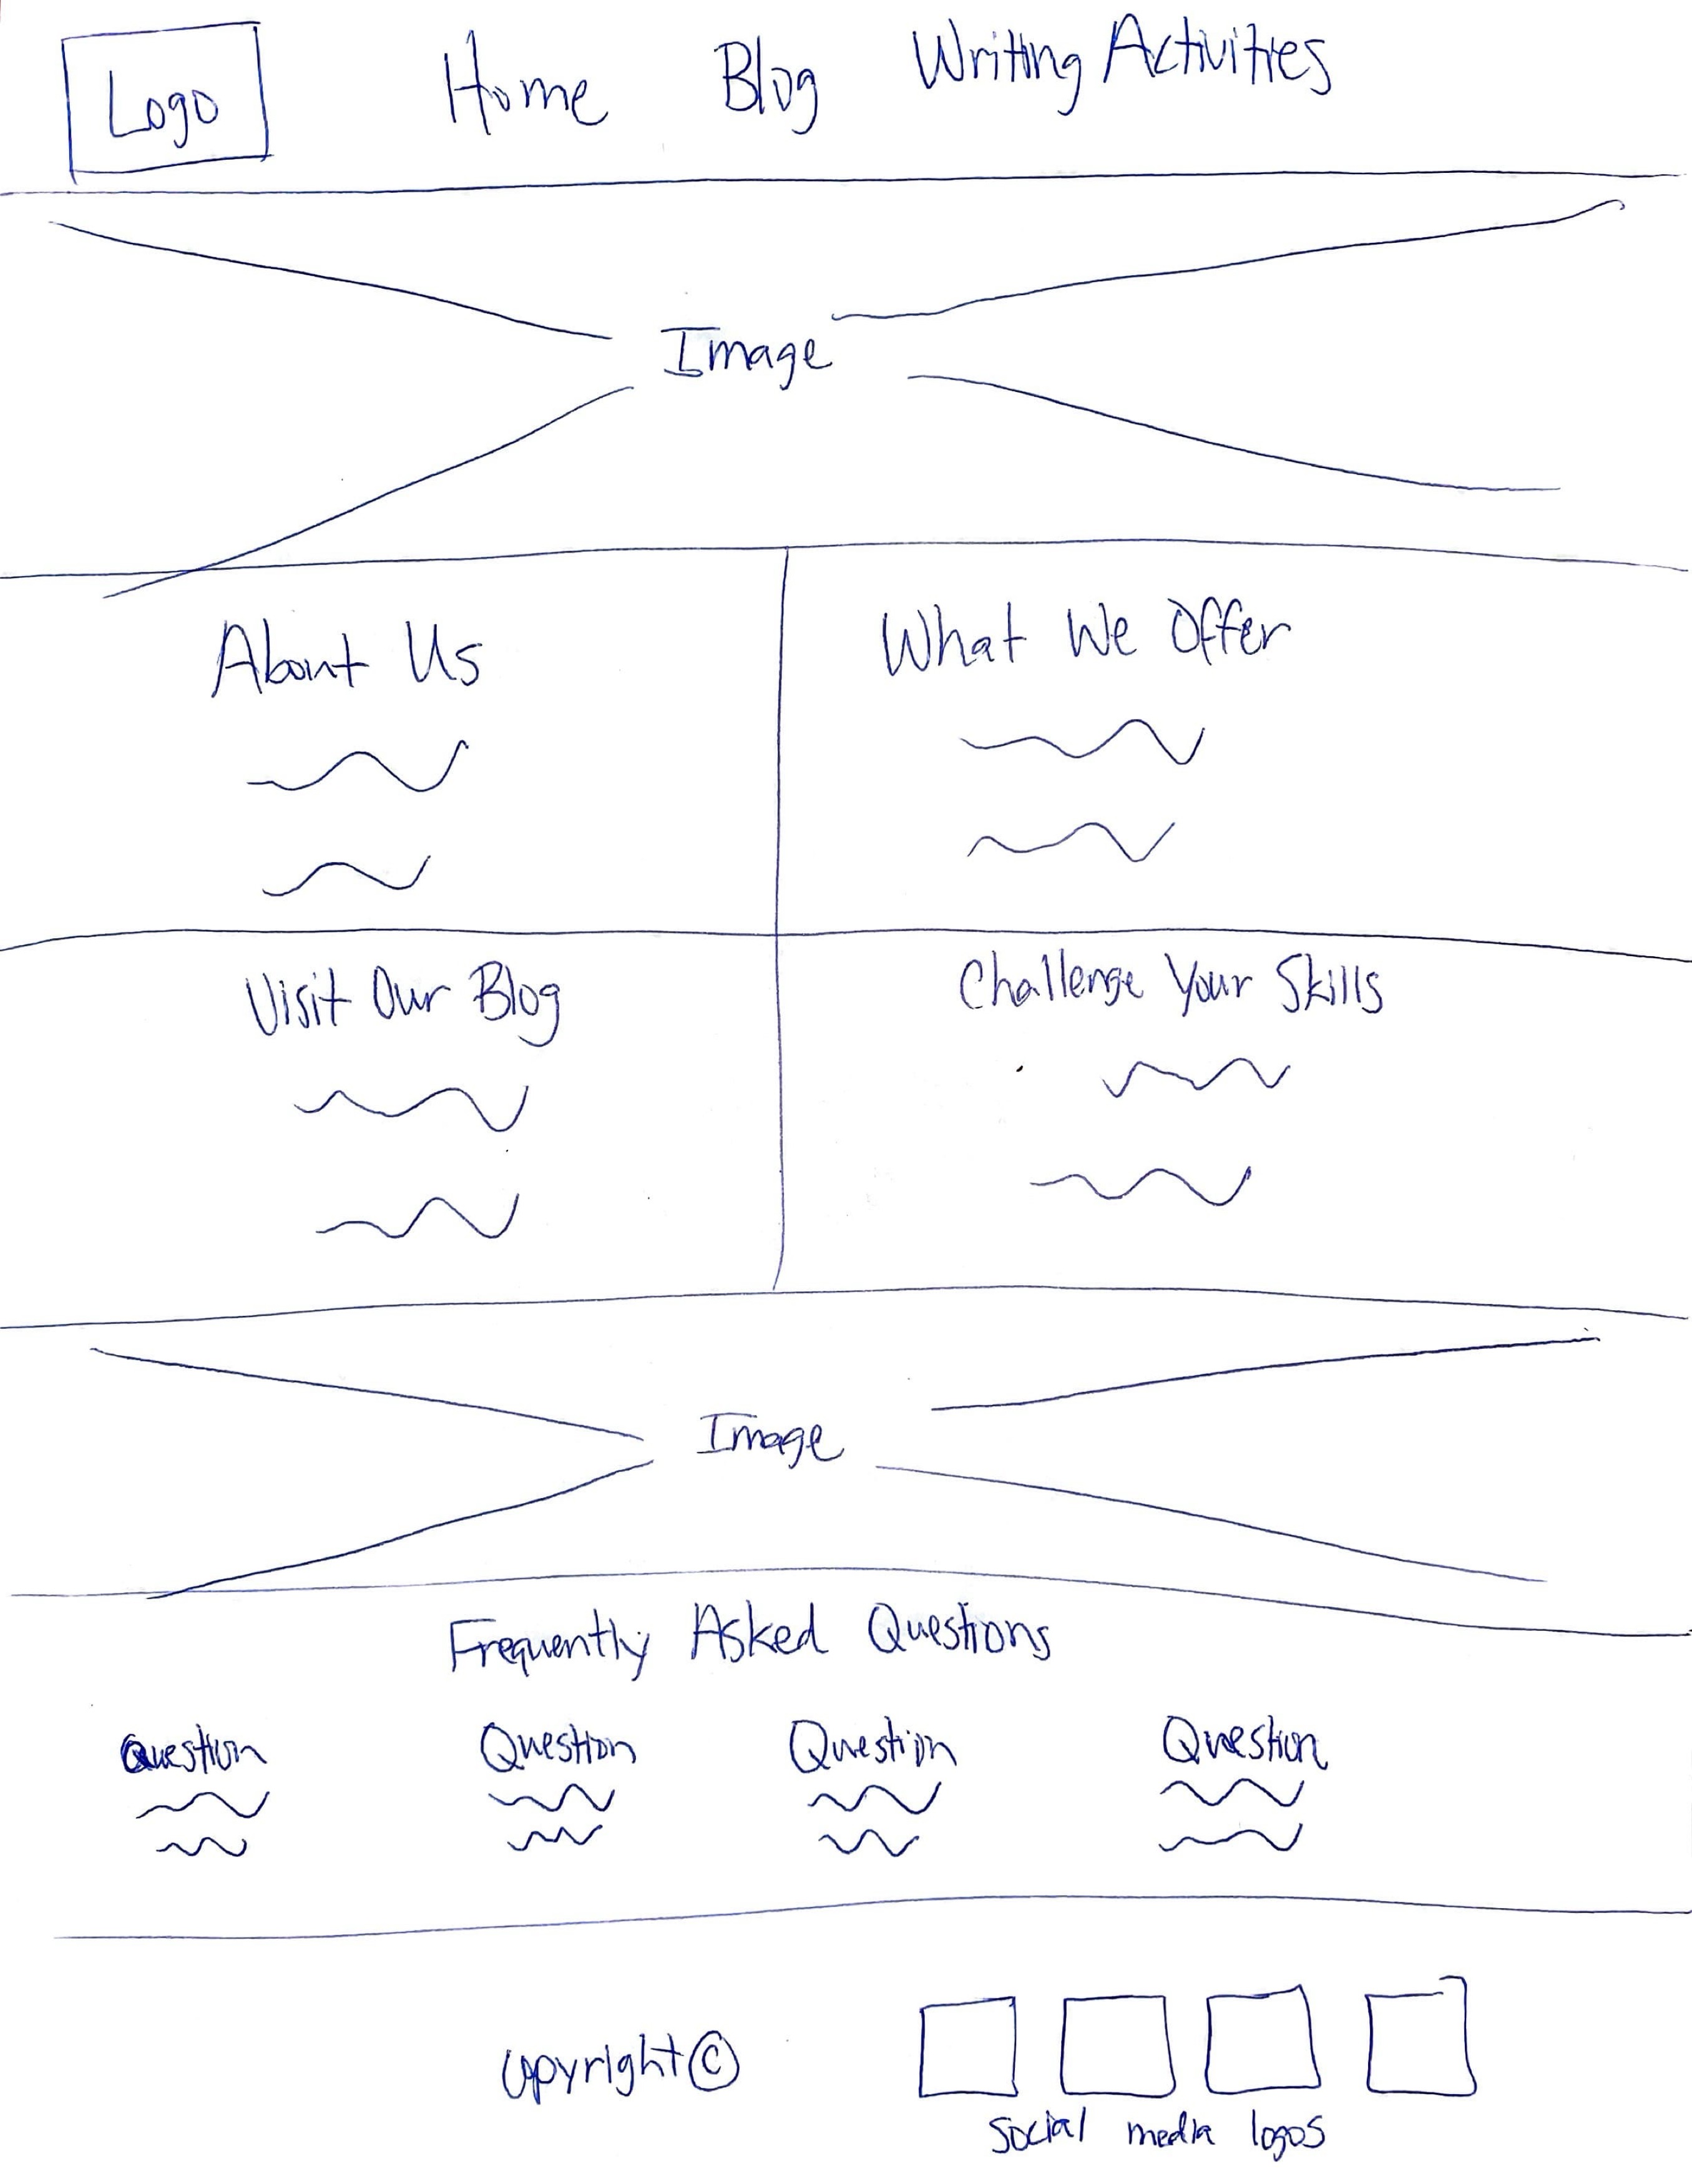 Logo
Home Blog Writing Activities
Image
About Us
What We Offer
Visit Our Blog
Challenge Your Skills
Image
Frequently Asked Questions
Question Question Question Question
Copyright ©
Social media logos